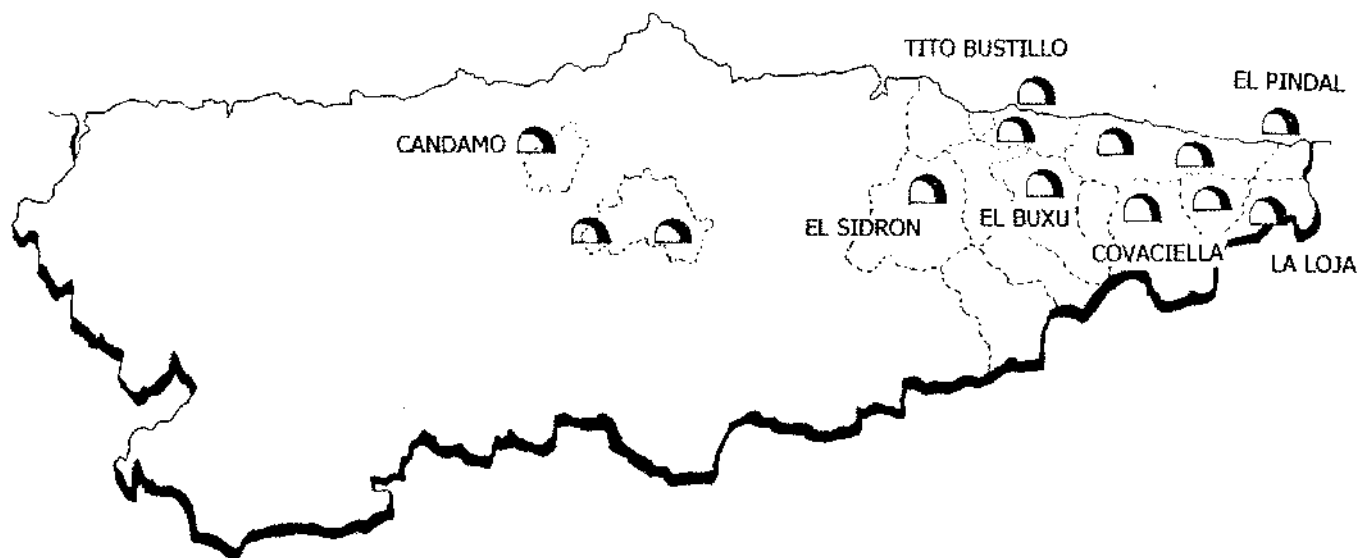 TITO BUSTILLO
EL PINDAL
CANDAMO
EL SIDRON
EL BUXU
COVACIELLA
LA LOJA